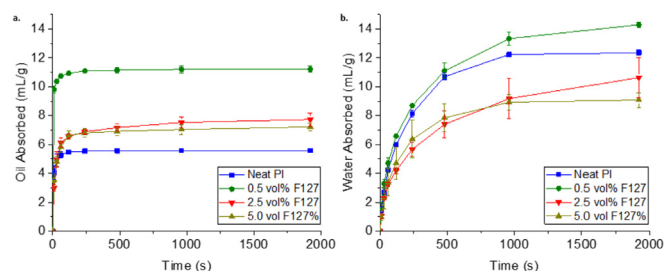 a.
Oil Absorbed (mL/g)
14
12
10
8
6
4
2
0
Neat PI
0.5 vol% F127
2.5 vol% F127
5.0 vol F127%
0 500 1000 1500 2000
Time (s)
b.
Water Absorbed (mL/g)
14
12
10
8
6
4
2
0
Neat PI
0.5 vol% F127
2.5 vol% F127
5.0 vol F127%
0 500 1000 1500 2000
Time (s)